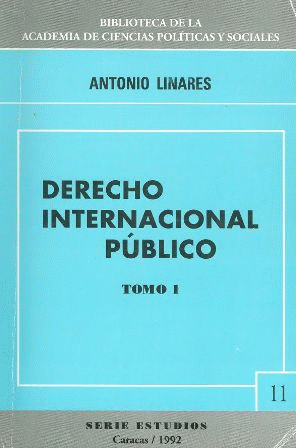 BIBLIOTECA DE LA
ACADEMIA DE CIENCIAS POLÍTICAS Y SOCIALES
ANTONIO LINARES
DERECHO
INTERNACIONAL
PÚBLICO
TOMO I
11
SERIE ESTUDIOS
Caracas / 1992